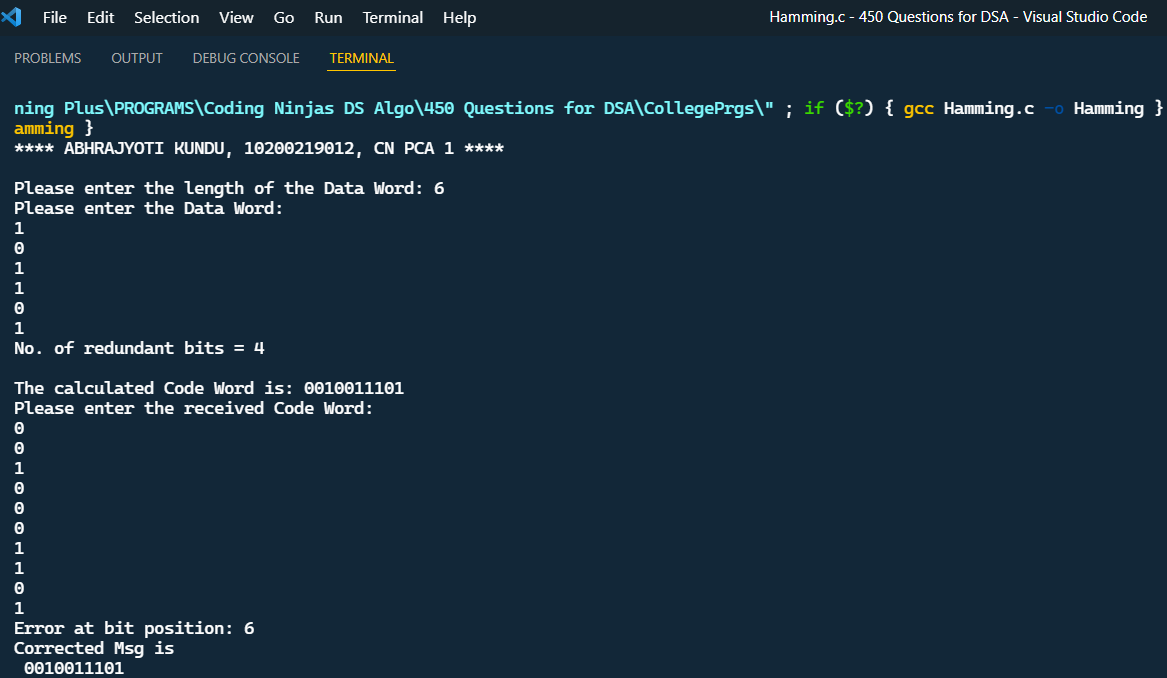 File Edit Selection View Go Run Terminal Help Hamming.c - 450 Questions for DSA - Visual Studio Code
PROBLEMS OUTPUT DEBUG CONSOLE TERMINAL
ning Plus\PROGRAMS\Coding Ninjas DS Algo\450 Questions for DSA\CollegePrgs\" ; if ($?) { gcc Hamming.c -o Hamming }
amming }
**** ABHRAJYOTI KUNDU, 10200219012, CN PCA 1 ****
Please enter the length of the Data Word: 6
Please enter the Data Word:
1
0
1
1
0
1
No. of redundant bits = 4
The calculated Code Word is: 0010011101
Please enter the received Code Word:
0
0
1
0
0
0
1
1
0
1
Error at bit position: 6
Corrected Msg is
0010011101